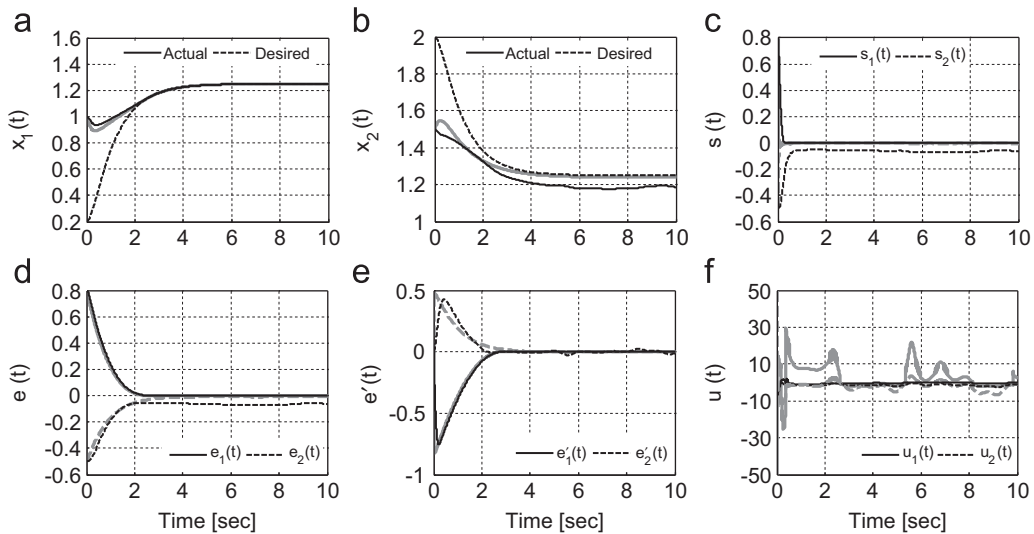 a
b
c
1.6
1.4
1.2
1
0.8
0.6
0.4
0.2
x1(t)
Actual Desired
0 2 4 6 8 10
2
1.8
1.6
1.4
1.2
1
x2(t)
Actual Desired
0 2 4 6 8 10
0.8
0.6
0.4
0.2
0
-0.2
-0.4
-0.6
s (t)
s1(t) s2(t)
0 2 4 6 8 10
d
e
f
0.8
0.6
0.4
0.2
0
-0.2
-0.4
-0.6
e (t)
e1(t) e2(t)
0 2 4 6 8 10
Time [sec]
0.5
0
-0.5
-1
e′(t)
e′1(t) e′2(t)
0 2 4 6 8 10
Time [sec]
50
30
10
-10
-30
-50
u (t)
u1(t) u2(t)
0 2 4 6 8 10
Time [sec]